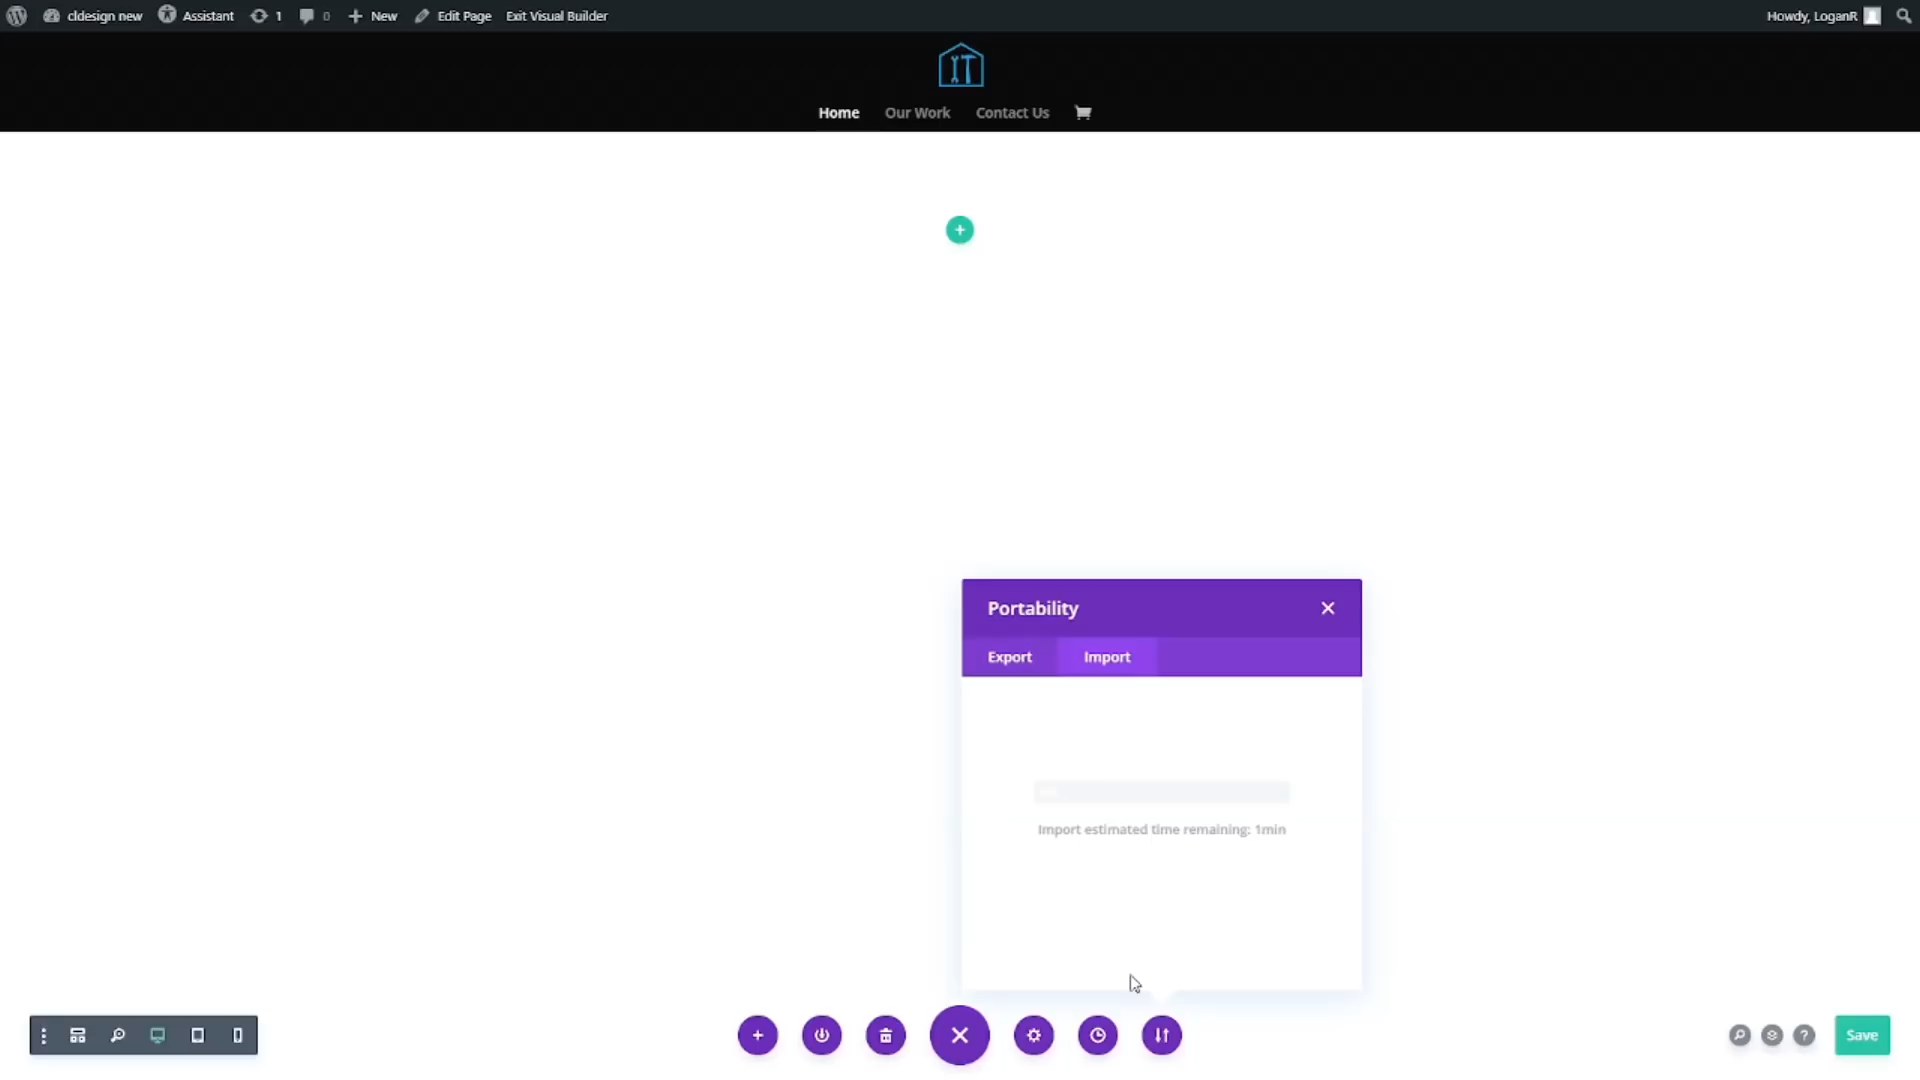 cldesign new Assistant 1 0 New Edit Page Exit Visual Builder Howdy, LoganR
Home Our Work Contact Us
Portability
Export Import
Import estimated time remaining: 1min
Save